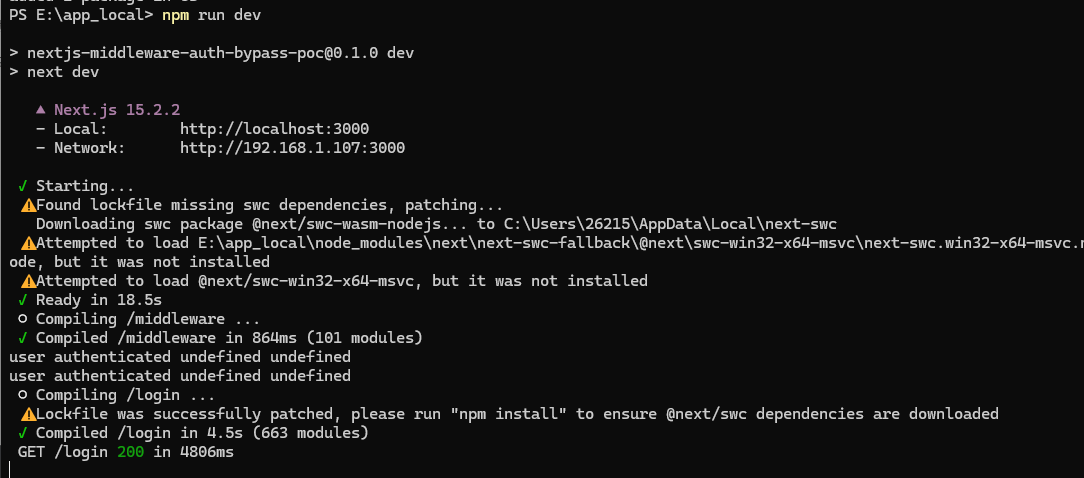 PS E:\app_local> npm run dev
> nextjs-middleware-auth-bypass-poc@0.1.0 dev
> next dev
▲ Next.js 15.2.2
- Local: http://localhost:3000
- Network: http://192.168.1.107:3000
✓ Starting...
⚠Found lockfile missing swc dependencies, patching...
Downloading swc package @next/swc-wasm-nodejs... to C:\Users\26215\AppData\Local\next-swc
⚠Attempted to load E:\app_local\node_modules\next\next-swc-fallback\@next\swc-win32-x64-msvc\next-swc.win32-x64-msvc.n
ode, but it was not installed
⚠Attempted to load @next/swc-win32-x64-msvc, but it was not installed
✓ Ready in 18.5s
○ Compiling /middleware ...
✓ Compiled /middleware in 864ms (101 modules)
user authenticated undefined undefined
user authenticated undefined undefined
○ Compiling /login ...
⚠Lockfile was successfully patched, please run "npm install" to ensure @next/swc dependencies are downloaded
✓ Compiled /login in 4.5s (663 modules)
GET /login 200 in 4806ms